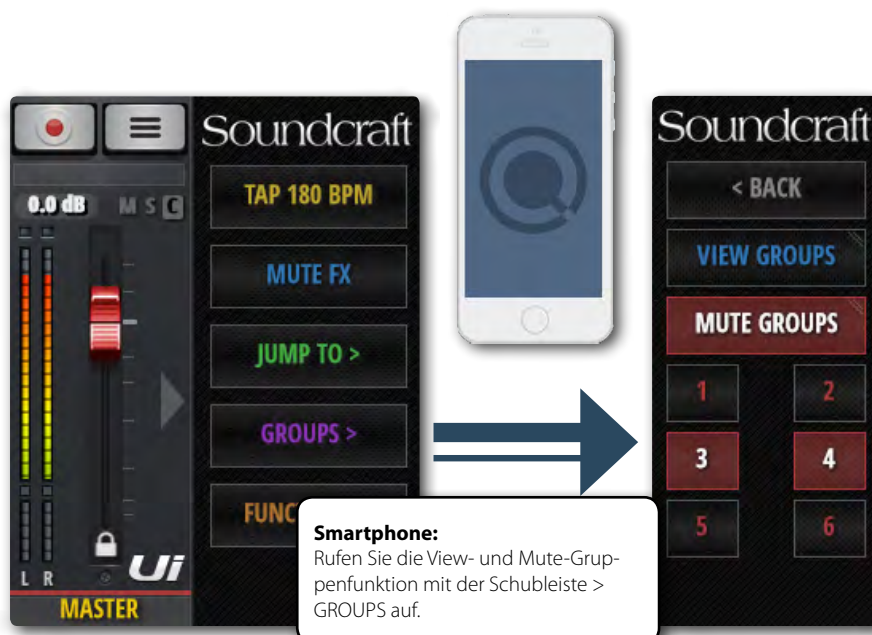 Soundcraft
0.0 dB M S C
TAP 180 BPM
MUTE FX
JUMP TO >
GROUPS >
FUNC
L R
Ui
MASTER
Smartphone:
Rufen Sie die View- und Mute-Grup-
penfunktion mit der Schubleiste >
GROUPS auf.
Soundcraft
< BACK
VIEW GROUPS
MUTE GROUPS
1 2
3 4
5 6